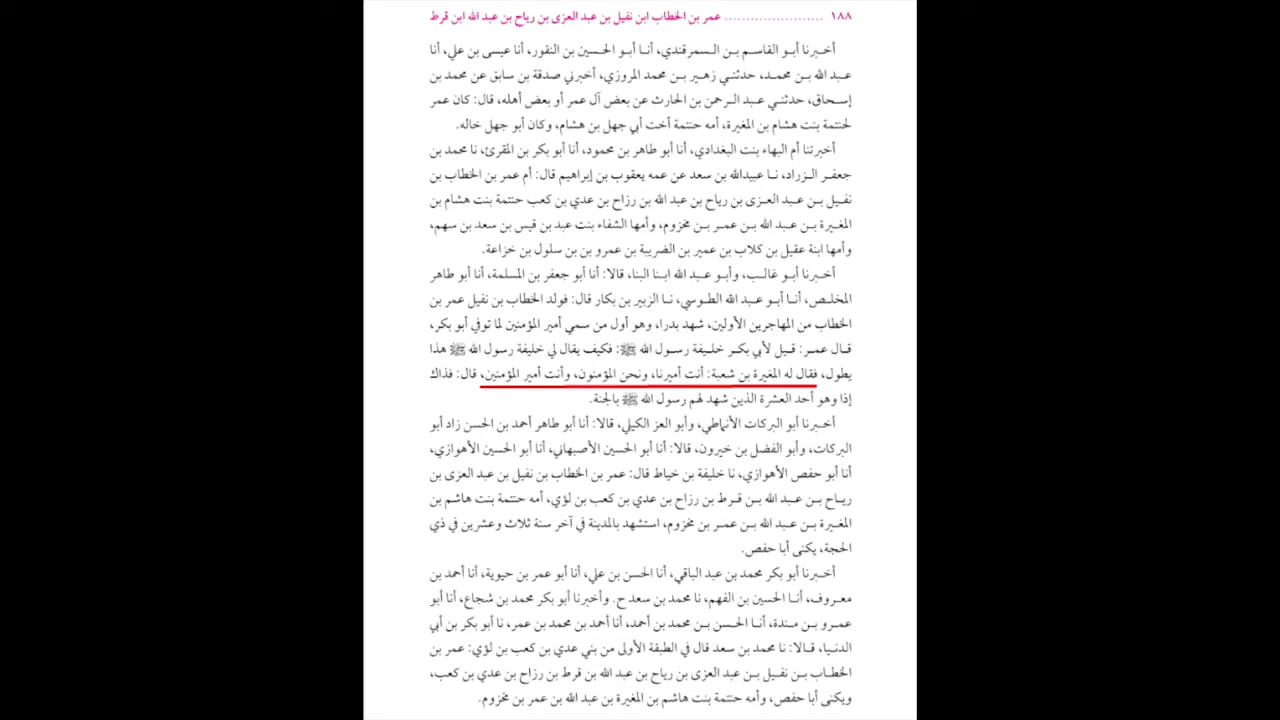 ١٨٨ ........................ عمر بن الخطاب ابن نفيل بن عبد العزى بن رياح بن عبد الله ابن قرط
أخبرنا أبو القاسم بن السمرقندي، أنا أبو الحسين بن النقور، أنا عيسى بن علي، أنا
عبد الله بن محمد، حدثني زهير بن محمد المروزي، أخبرني صدقة بن سابق عن محمد بن
إسحاق، حدثني عبد الرحمن بن الحارث عن بعض آل عمر أو بعض أهله، قال: كان عمر
لحنتمة بنت هشام بن المغيرة، أمه حنتمة أخت أبي جهل بن هشام، وكان أبو جهل خاله.
أخبرتنا أم البهاء بنت البغدادي، أنا أبو طاهر بن محمود، أنا أبو بكر بن المقرئ، نا محمد بن
جعفر الزراد، نا عبيدالله بن سعد عن عمه يعقوب بن إبراهيم قال: أم عمر بن الخطاب بن
نفيل بن عبد العزى بن رياح بن عبد الله بن رزاح بن عدي بن كعب حنتمة بنت هشام بن
المغيرة بن عبد الله بن عمر بن مخزوم، وأمها الشفاء بنت عبد بن قيس بن سعد بن سهم،
وأمها ابنة عقيل بن كلاب بن عمير بن الضريبة بن عمرو بن بن سلول بن خزاعة.
أخبرنا أبو غالب، وأبو عبد الله ابنا البنا، قالا: أنا أبو جعفر بن المسلمة، أنا أبو طاهر
المخلص، أنا أبو عبد الله الطوسي، نا الزبير بن بكار قال: فولد الخطاب بن نفيل عمر بن
الخطاب من المهاجرين الأولين، شهد بدرا، وهو أول من سمي أمير المؤمنين لما توفي أبو بكر،
قال عمر: قيل لأبي بكر خليفة رسول الله ﷺ: فكيف يقال لي خليفة رسول الله ﷺ هذا
يطول، فقال له المغيرة بن شعبة: أنت أميرنا، ونحن المؤمنون، وأنت أمير المؤمنين، قال: فذاك
إذا وهو أحد العشرة الذين شهد لهم رسول الله ﷺ بالجنة.
أخبرنا أبو البركات الأنماطي، وأبو العز الكيلي، قالا: أنا أبو طاهر أحمد بن الحسن زاد أبو
البركات، وأبو الفضل بن خيرون، قالا: أنا أبو الحسين الأصبهاني، أنا أبو الحسين الأهوازي،
أنا أبو حفص الأهوازي، نا خليفة بن خياط قال: عمر بن الخطاب بن نفيل بن عبد العزى بن
رياح بن عبد الله بن قرط بن رزاح بن عدي بن كعب بن لؤي، أمه حنتمة بنت هاشم بن
المغيرة بن عبد الله بن عمر بن مخزوم، استشهد بالمدينة في آخر سنة ثلاث وعشرين في ذي
الحجة، يكنى أبا حفص.
أخبرنا أبو بكر محمد بن عبد الباقي، أنا الحسن بن علي، أنا أبو عمر بن حيوية، أنا أحمد بن
معروف، أنا الحسين بن الفهم، نا محمد بن سعد ح. وأخبرنا أبو بكر محمد بن شجاع، أنا أبو
عمرو بن مندة، أنا الحسن بن محمد بن أحمد، أنا أحمد بن محمد بن عمر، نا أبو بكر بن أبي
الدنيا، قالا: نا محمد بن سعد قال في الطبقة الأولى من بني عدي بن كعب بن لؤي: عمر بن
الخطاب بن نفيل بن عبد العزى بن رياح بن عبد الله بن قرط بن رزاح بن عدي بن كعب،
ويكنى أبا حفص، وأمه حنتمة بنت هاشم بن المغيرة بن عبد الله بن عمر بن مخزوم.